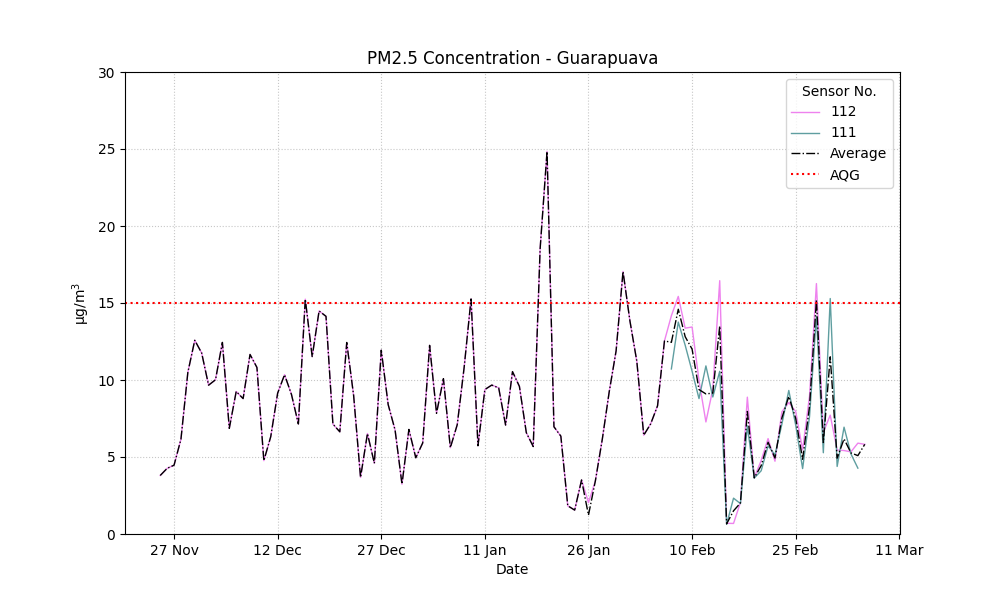 PM2.5 Concentration - Guarapuava
30
25
20
15
10
5
0
µg/m³
27 Nov
12 Dec
27 Dec
11 Jan
26 Jan
10 Feb
25 Feb
11 Mar
Date
Sensor No.
112
111
Average
AQG